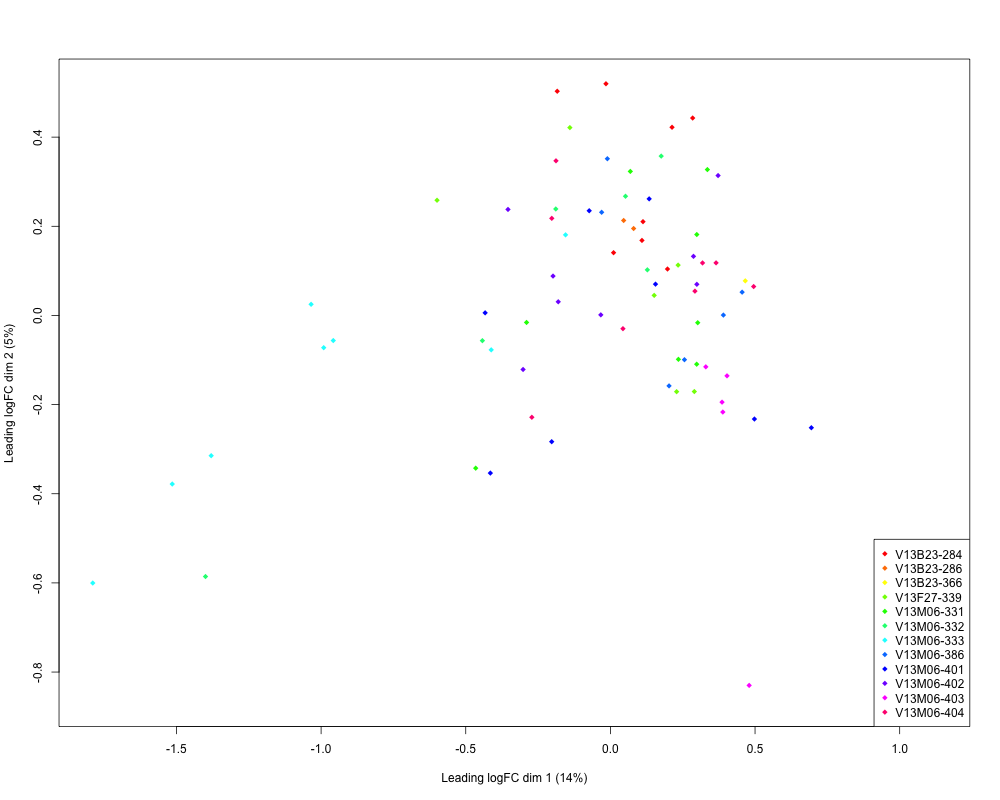 0.4
0.2
0.0
-0.2
-0.4
-0.6
-0.8
Leading logFC dim 2 (5%)
V13B23-284
V13B23-286
V13B23-366
V13F27-339
V13M06-331
V13M06-332
V13M06-333
V13M06-386
V13M06-401
V13M06-402
V13M06-403
V13M06-404
-1.5 -1.0 -0.5 0.0 0.5 1.0
Leading logFC dim 1 (14%)